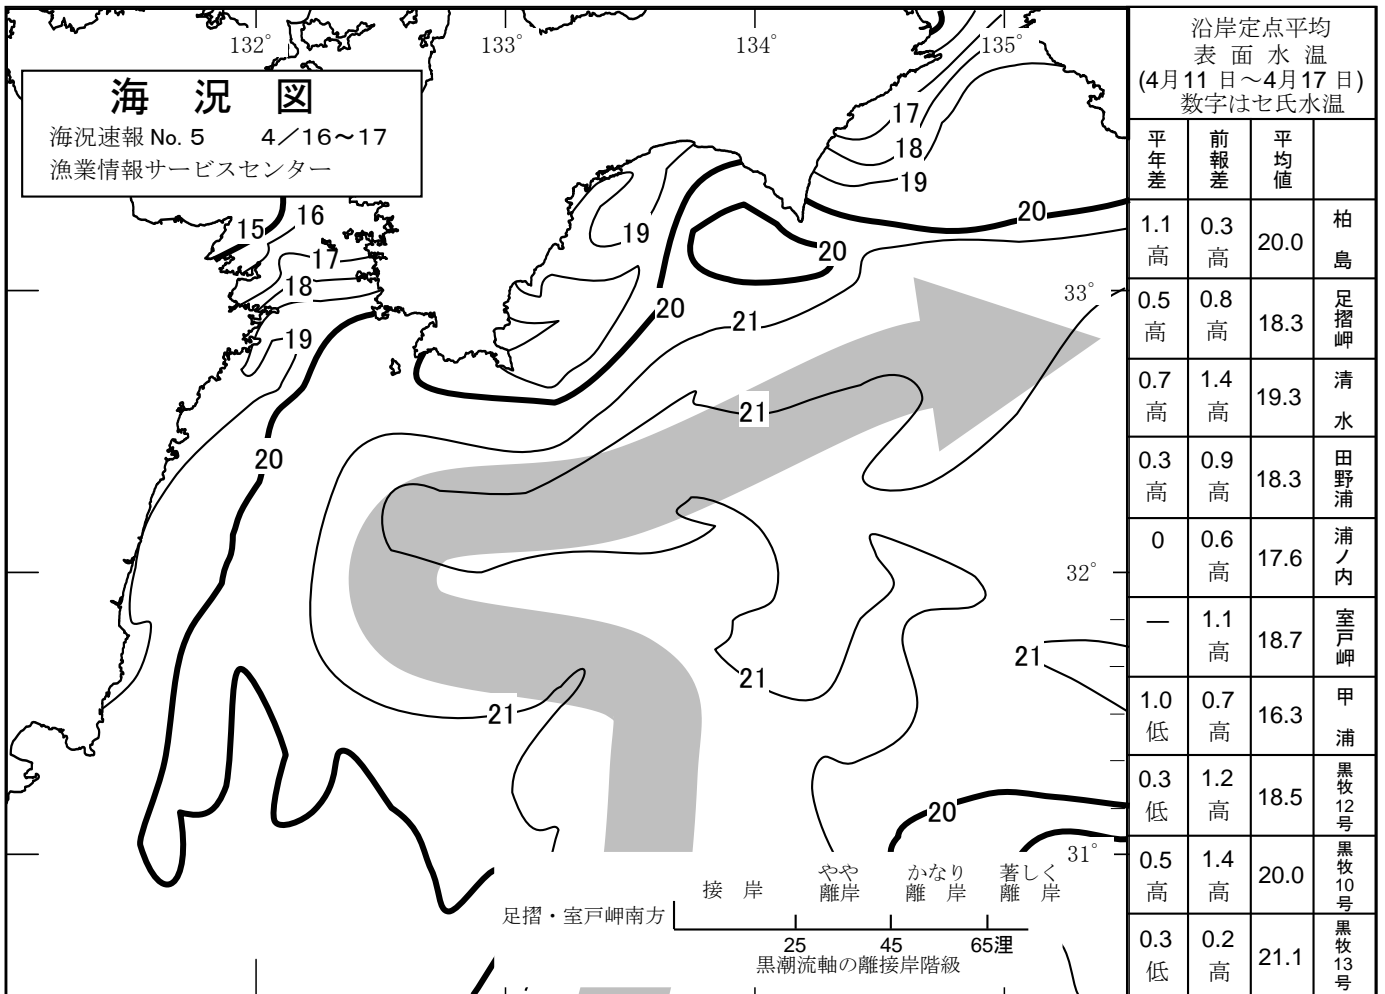 132°
133°
134°
135°
海 況 図
海況速報 No. 5 4／16～17
漁業情報サービスセンター
15
16
17
18
19
20
19
20
21
20
17
18
19
20
21
21
21
21
20
33°
32°
31°
接 岸
やや
離岸
かなり
離 岸
著しく
離 岸
足摺・室戸岬南方
25 45 65浬
黒潮流軸の離接岸階級
沿岸定点平均
表 面 水 温
(4月11 日～4月17 日)
数字はセ氏水温
平年差 前報差 平均値
1.1高 0.3高 20.0 柏島
0.5高 0.8高 18.3 足摺岬
0.7高 1.4高 19.3 清水
0.3高 0.9高 18.3 田野浦
0 0.6高 17.6 浦ノ内
― 1.1高 18.7 室戸岬
1.0低 0.7高 16.3 甲浦
0.3低 1.2高 18.5 黒牧12号
0.5高 1.4高 20.0 黒牧10号
0.3低 0.2高 21.1 黒牧13号